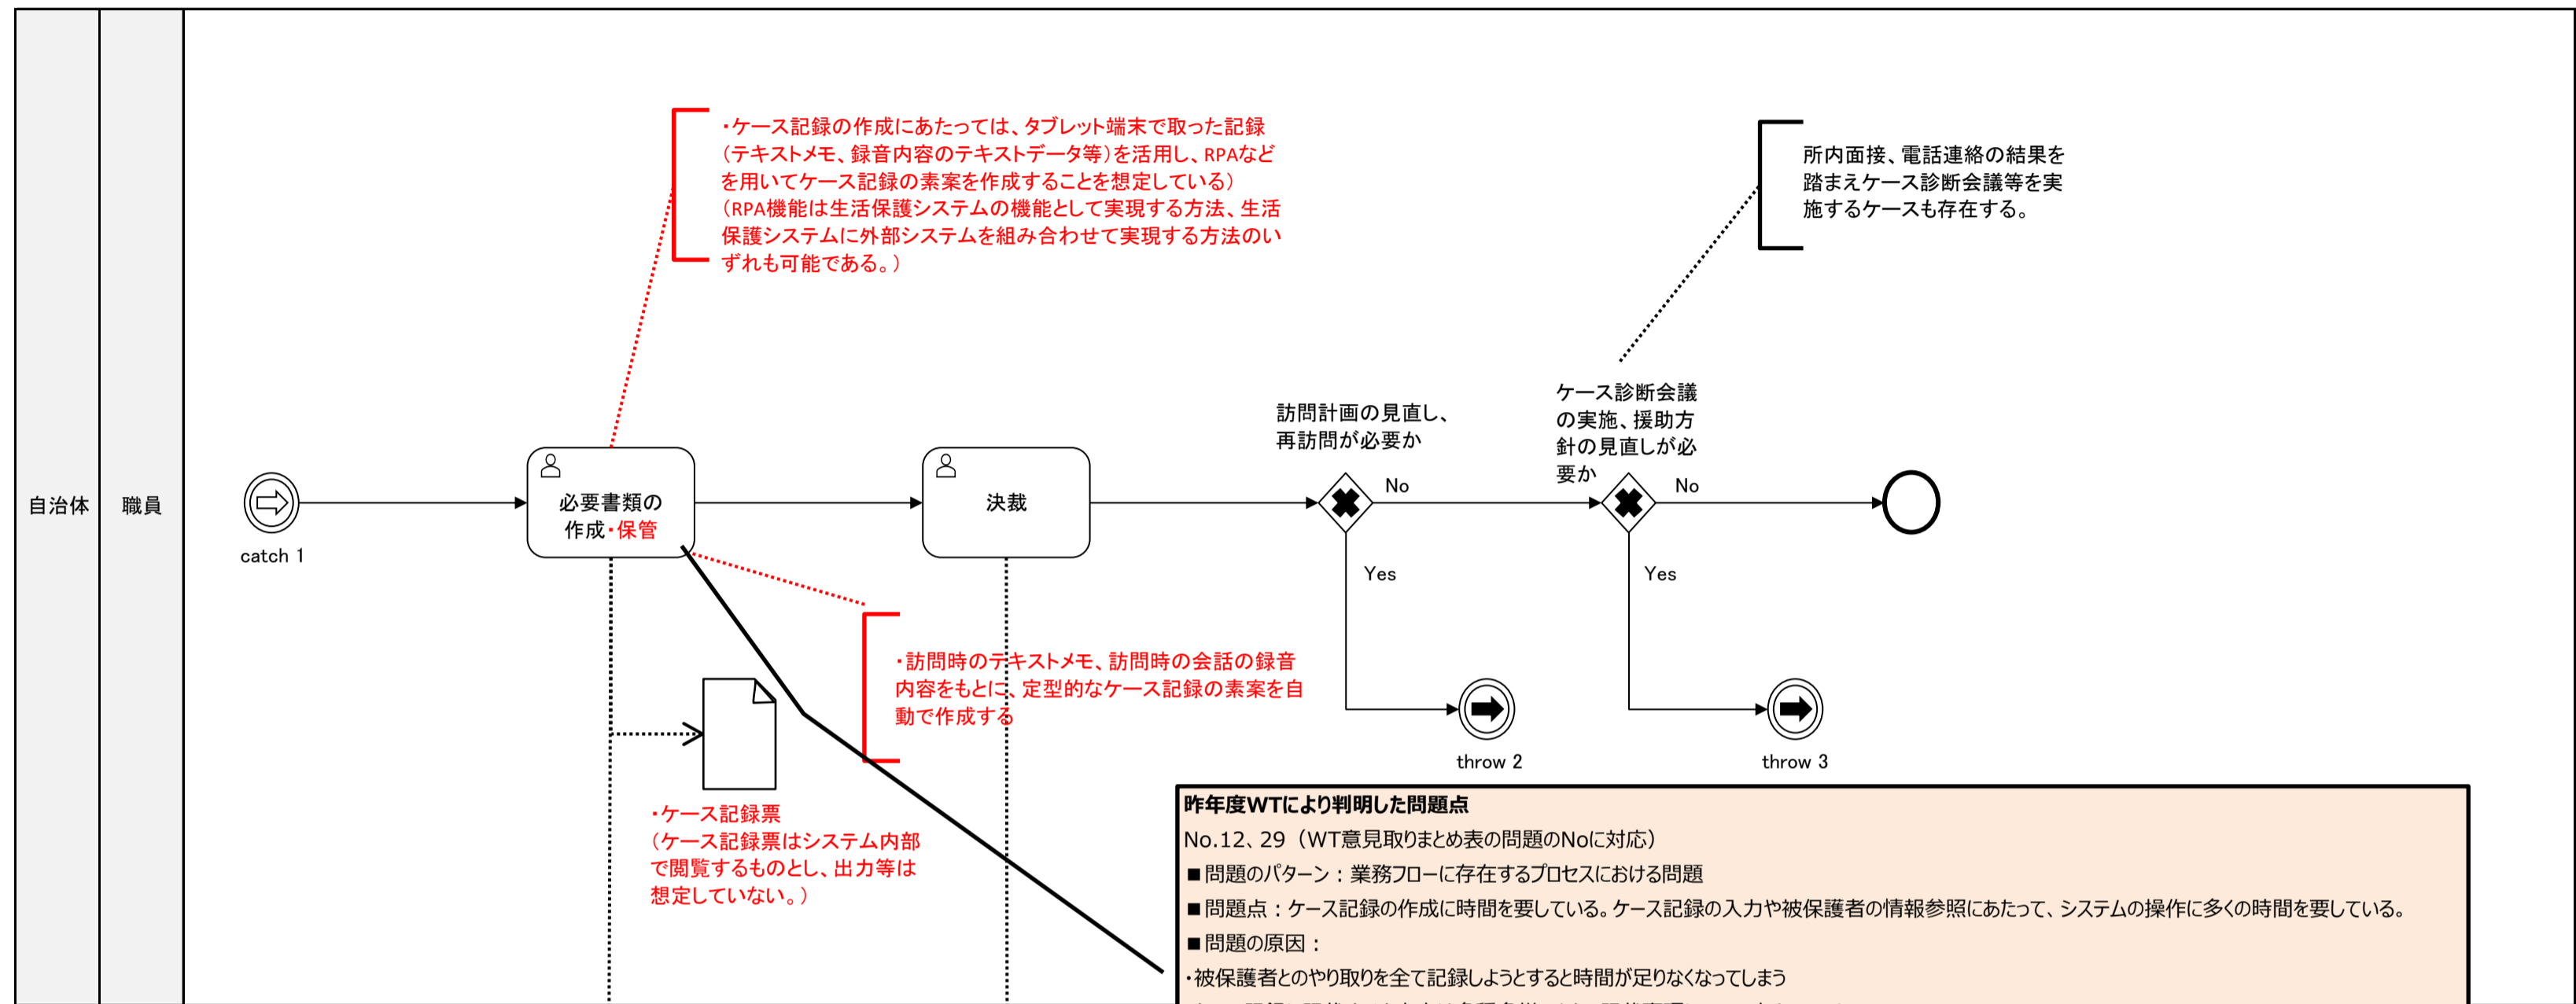 ・ケース記録の作成にあたっては、タブレット端末で取った記録
（テキストメモ、録音内容のテキストデータ等）を活用し、RPAなど
を用いてケース記録の素案を作成することを想定している）
（RPA機能は生活保護システムの機能として実現する方法、生活
保護システムに外部システムを組み合わせて実現する方法のい
ずれも可能である。）
所内面接、電話連絡の結果を
踏まえケース診断会議等を実
施するケースも存在する。
訪問計画の見直し、
再訪問が必要か
ケース診断会議
の実施、援助方
針の見直しが必
要か
自治体
職員
catch 1
必要書類の
作成・保管
決裁
No
No
Yes
Yes
throw 2
throw 3
・訪問時のテキストメモ、訪問時の会話の録音
内容をもとに、定型的なケース記録の素案を自
動で作成する
・ケース記録票
（ケース記録票はシステム内部
で閲覧するものとし、出力等は
想定していない。）
昨年度WTにより判明した問題点
No.12、29（WT意見取りまとめ表の問題のNoに対応）
■問題のパターン：業務フローに存在するプロセスにおける問題
■問題点：ケース記録の作成に時間を要している。ケース記録の入力や被保護者の情報参照にあたって、システムの操作に多くの時間を要している。
■問題の原因：
・被保護者とのやり取りを全て記録しようとすると時間が足りなくなってしまう